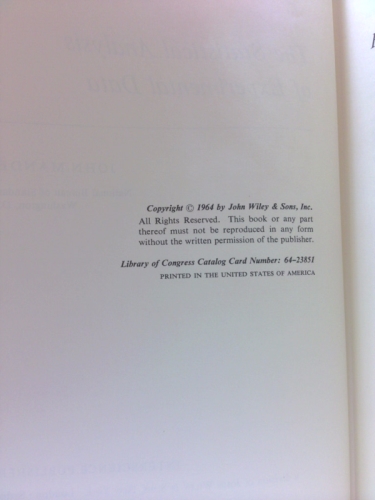 Copyright © 1964 by John Wiley & Sons, Inc.
All Rights Reserved. This book or any part
thereof must not be reproduced in any form
without the written permission of the publisher.
Library of Congress Catalog Card Number: 64-23851
PRINTED IN THE UNITED STATES OF AMERICA